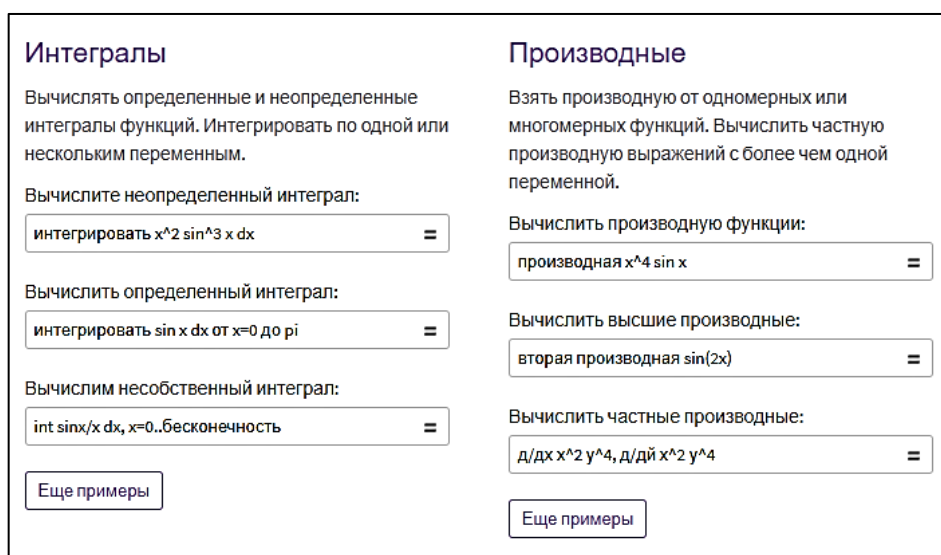 Интегралы
Вычислять определенные и неопределенные
интегралы функций. Интегрировать по одной или
нескольким переменным.
Вычислите неопределенный интеграл:
интегрировать x^2 sin^3 x dx =
Вычислить определенный интеграл:
интегрировать sin x dx от x=0 до pi =
Вычислим несобственный интеграл:
int sinx/x dx, x=0..бесконечность =
Еще примеры
Производные
Взять производную от одномерных или
многомерных функций. Вычислить частную
производную выражений с более чем одной
переменной.
Вычислить производную функции:
производная x^4 sin x =
Вычислить высшие производные:
вторая производная sin(2x) =
Вычислить частные производные:
д/дх x^2 y^4, д/дй x^2 y^4 =
Еще примеры